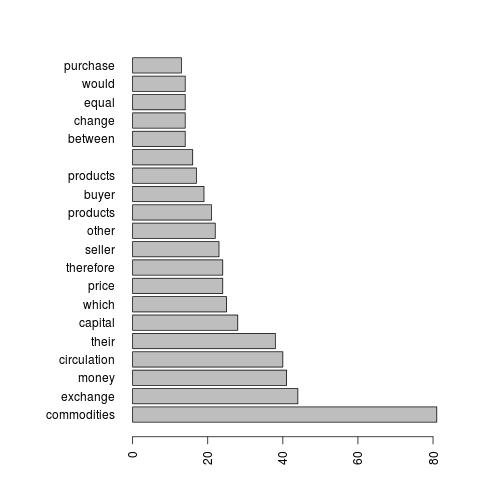 purchase
would
equal
change
between
products
buyer
products
other
seller
therefore
price
which
capital
their
circulation
money
exchange
commodities
0 20 40 60 80